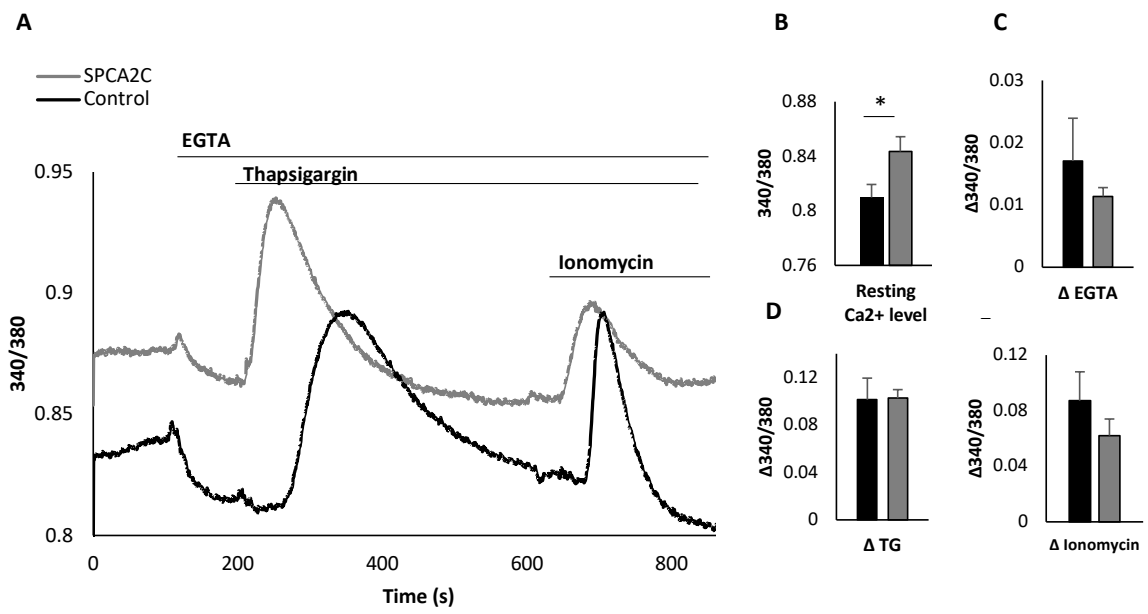 A
SPCA2C
Control
EGTA
Thapsigargin
Ionomycin
0.95
0.9
0.85
0.8
340/380
0
200
400
600
800
Time (s)
B
0.88
0.84
0.8
0.76
340/380
*
Resting
Ca2+ level
C
0.03
0.02
0.01
0
Δ340/380
Δ EGTA
D
0.12
0.08
0.04
0
Δ340/380
Δ TG
0.12
0.08
0.04
0
Δ340/380
Δ Ionomycin